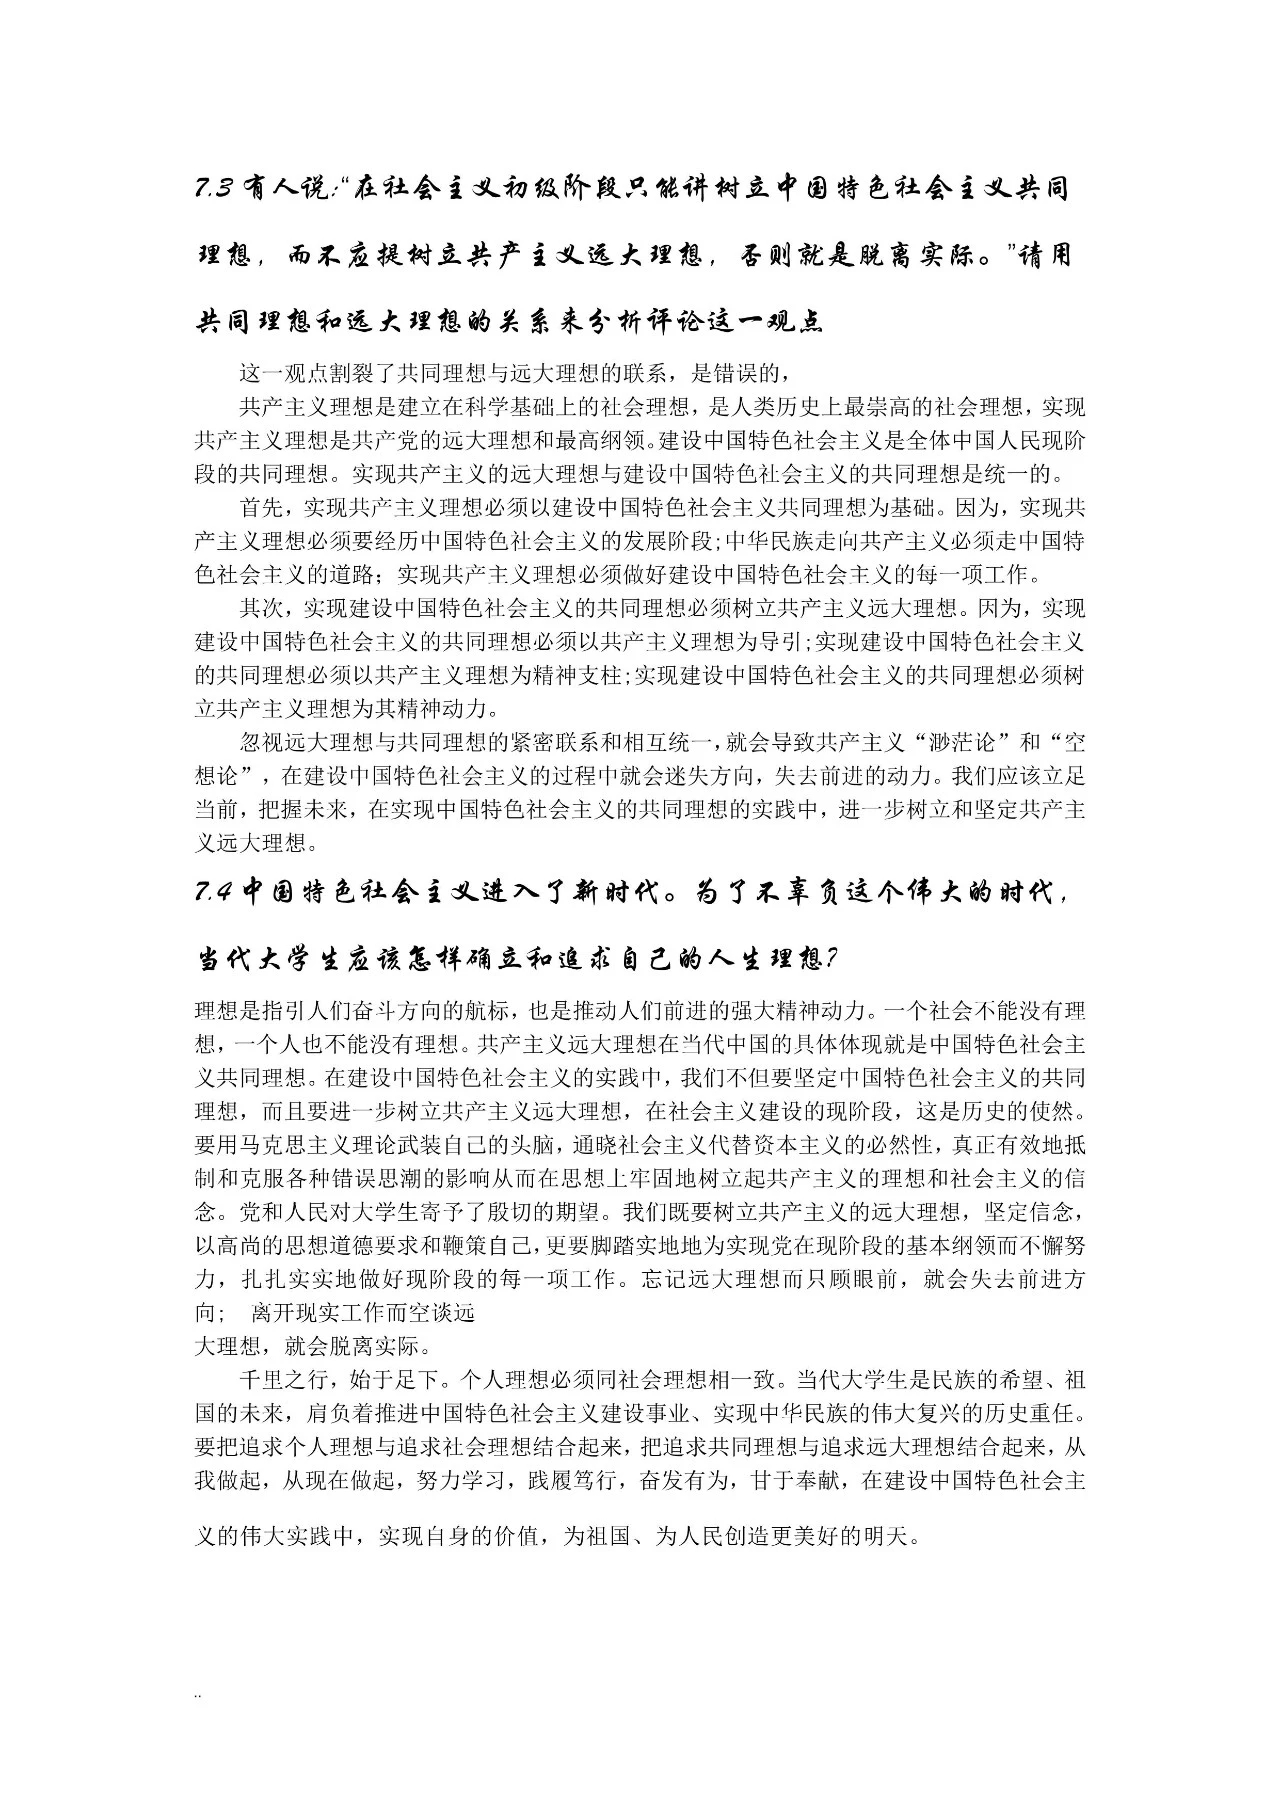 7.3 有人说:“在社会主义初级阶段只能讲树立中国特色社会主义共同
理想，而不应提树立共产主义远大理想，否则就是脱离实际。”请用
共同理想和远大理想的关系来分析评论这一观点
这一观点割裂了共同理想与远大理想的联系，是错误的，
共产主义理想是建立在科学基础上的社会理想，是人类历史上最崇高的社会理想，实现
共产主义理想是共产党的远大理想和最高纲领。建设中国特色社会主义是全体中国人民现阶
段的共同理想。实现共产主义的远大理想与建设中国特色社会主义的共同理想是统一的。
首先，实现共产主义理想必须以建设中国特色社会主义共同理想为基础。因为，实现共
产主义理想必须要经历中国特色社会主义的发展阶段;中华民族走向共产主义必须走中国特
色社会主义的道路；实现共产主义理想必须做好建设中国特色社会主义的每一项工作。
其次，实现建设中国特色社会主义的共同理想必须树立共产主义远大理想。因为，实现
建设中国特色社会主义的共同理想必须以共产主义理想为导引;实现建设中国特色社会主义
的共同理想必须以共产主义理想为精神支柱;实现建设中国特色社会主义的共同理想必须树
立共产主义理想为其精神动力。
忽视远大理想与共同理想的紧密联系和相互统一，就会导致共产主义“渺茫论”和“空
想论”，在建设中国特色社会主义的过程中就会迷失方向，失去前进的动力。我们应该立足
当前，把握未来，在实现中国特色社会主义的共同理想的实践中，进一步树立和坚定共产主
义远大理想。
7.4 中国特色社会主义进入了新时代。为了不辜负这个伟大的时代，
当代大学生应该怎样确立和追求自己的人生理想？
理想是指引人们奋斗方向的航标，也是推动人们前进的强大精神动力。一个社会不能没有理
想，一个人也不能没有理想。共产主义远大理想在当代中国的具体体现就是中国特色社会主
义共同理想。在建设中国特色社会主义的实践中，我们不但要坚定中国特色社会主义的共同
理想，而且要进一步树立共产主义远大理想，在社会主义建设的现阶段，这是历史的使然。
要用马克思主义理论武装自己的头脑，通晓社会主义代替资本主义的必然性，真正有效地抵
制和克服各种错误思潮的影响从而在思想上牢固地树立起共产主义的理想和社会主义的信
念。党和人民对大学生寄予了殷切的期望。我们既要树立共产主义的远大理想，坚定信念，
以高尚的思想道德要求和鞭策自己，更要脚踏实地地为实现党在现阶段的基本纲领而不懈努
力，扎扎实实地做好现阶段的每一项工作。忘记远大理想而只顾眼前，就会失去前进方
向； 离开现实工作而空谈远
大理想，就会脱离实际。
千里之行，始于足下。个人理想必须同社会理想相一致。当代大学生是民族的希望、祖
国的未来，肩负着推进中国特色社会主义建设事业、实现中华民族的伟大复兴的历史重任。
要把追求个人理想与追求社会理想结合起来，把追求共同理想与追求远大理想结合起来，从
我做起，从现在做起，努力学习，践履笃行，奋发有为，甘于奉献，在建设中国特色社会主
义的伟大实践中，实现自身的价值，为祖国、为人民创造更美好的明天。
..